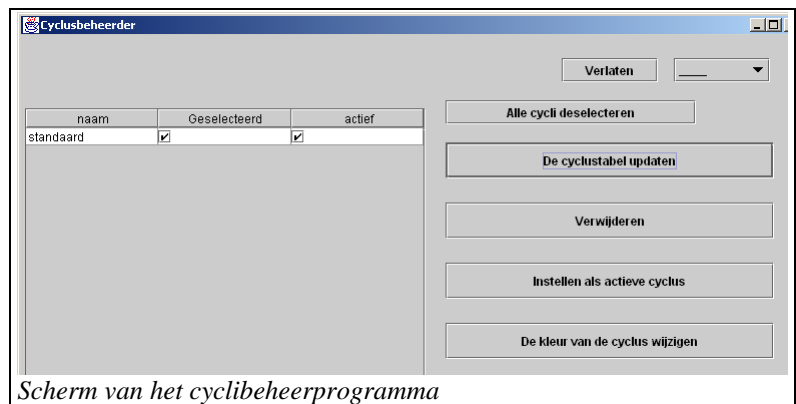 Cyclusbeheerder
Verlaten
Alle cycli deselecteren
naam Geselecteerd actief
standaard
De cyclustabel updaten
Verwijderen
Instellen als actieve cyclus
De kleur van de cyclus wijzigen
Scherm van het cyclibeheerprogramma